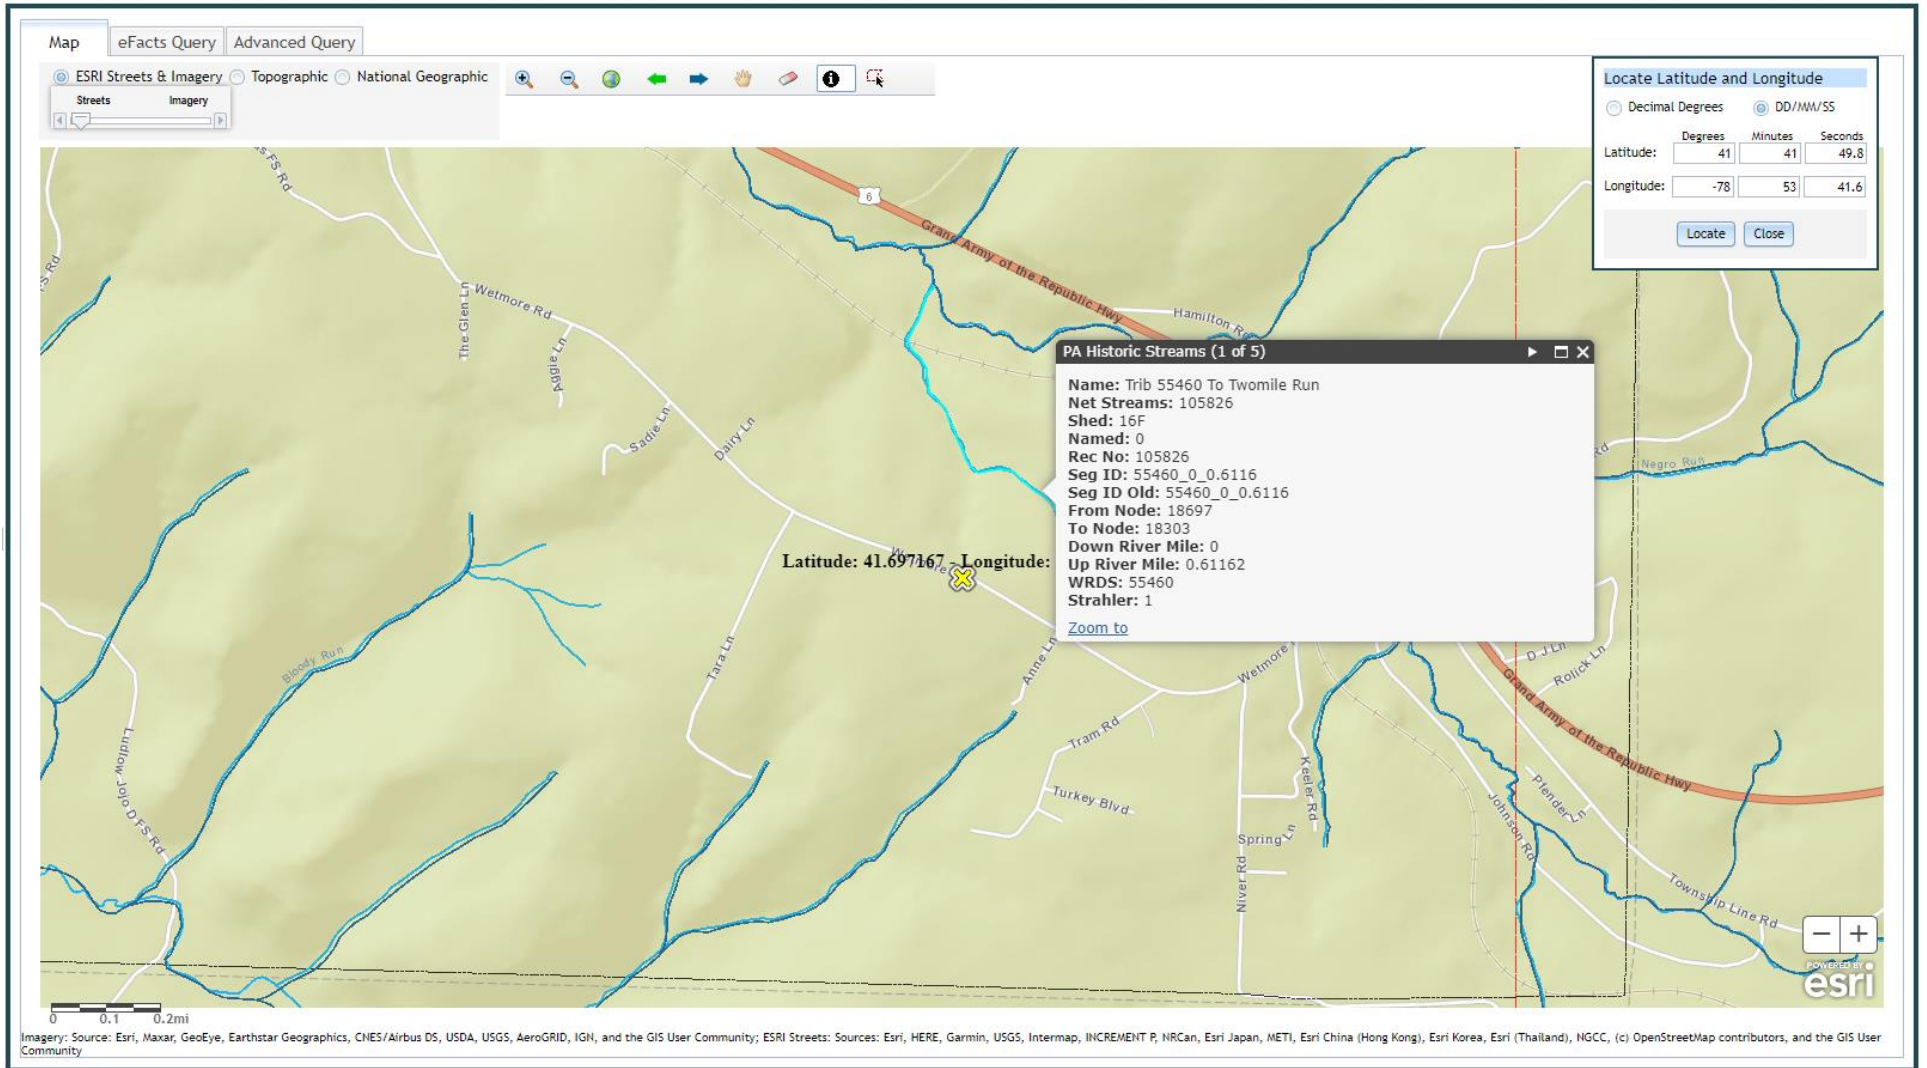 Map eFacts Query Advanced Query
ESRI Streets & Imagery Topographic National Geographic
Streets Imagery
Locate Latitude and Longitude
Decimal Degrees DD/MM/SS
Degrees Minutes Seconds
Latitude: 41 41 49.8
Longitude: -78 53 41.6
Locate Close
FS Rd
S Rd
6
Grand Army of the Republic Hwy
The Glen Ln
Wetmore Rd
Aggie Ln
Sadie Ln
Dairy Ln
Hamilton R
PA Historic Streams (1 of 5)
Name: Trib 55460 To Twomile Run
Net Streams: 105826
Shed: 16F
Named: 0
Rec No: 105826
Seg ID: 55460_0_0.6116
Seg ID Old: 55460_0_0.6116
From Node: 18697
To Node: 18303
Down River Mile: 0
Up River Mile: 0.61162
WRDS: 55460
Strahler: 1
Zoom to
Rd
Negro Run
Latitude: 41.697167 - Longitude:
Bloody Run
Tara Ln
Anne Ln
Wetmore
D J Ln
Rolick Ln
Grand Army of the Republic Hwy
Ludlow Jojo D FS Rd
Tram Rd
Turkey Blvd
Keeler Rd
Spring Ln
Niver Rd
Johnson Rd
Pfender Ln
Township Line Rd
POWERED BY
esri
0 0.1 0.2mi
Imagery: Source: Esri, Maxar, GeoEye, Earthstar Geographics, CNES/Airbus DS, USDA, USGS, AeroGRID, IGN, and the GIS User Community; ESRI Streets: Sources: Esri, HERE, Garmin, USGS, Intermap, INCREMENT P, NRCan, Esri Japan, METI, Esri China (Hong Kong), Esri Korea, Esri (Thailand), NGCC, (c) OpenStreetMap contributors, and the GIS User
Community